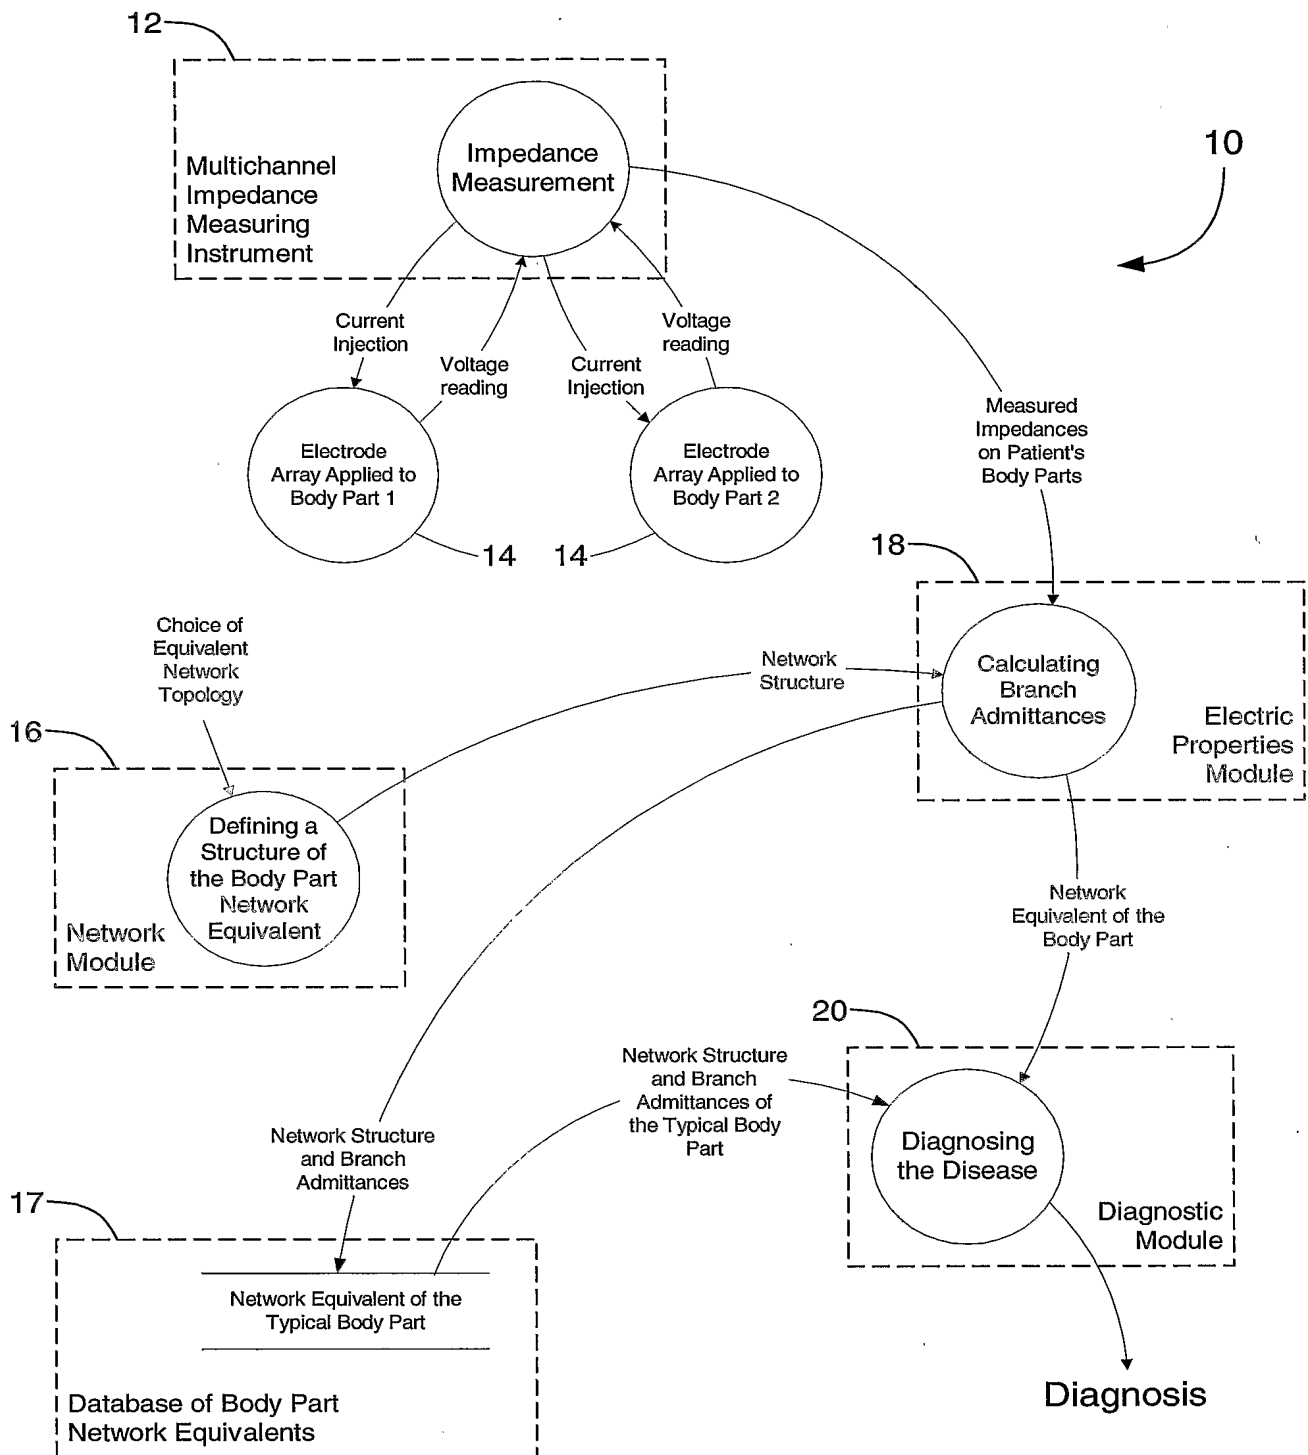 12
10
Impedance
Measurement
Multichannel
Impedance
Measuring
Instrument
Current
Injection
Voltage
reading
Current
Injection
Voltage
reading
Electrode
Array Applied to
Body Part 1
Electrode
Array Applied to
Body Part 2
14
14
Measured
Impedances
on Patient's
Body Parts
18
Choice of
Equivalent
Network
Topology
Network
Structure
Calculating
Branch
Admittances
Electric
Properties
Module
16
Defining a
Structure of
the Body Part
Network
Equivalent
Network
Module
Network
Equivalent of the
Body Part
20
Network Structure
and Branch
Admittances of
the Typical Body
Part
Diagnosing
the Disease
Diagnostic
Module
Network Structure
and Branch
Admittances
17
Network Equivalent of the
Typical Body Part
Database of Body Part
Network Equivalents
Diagnosis